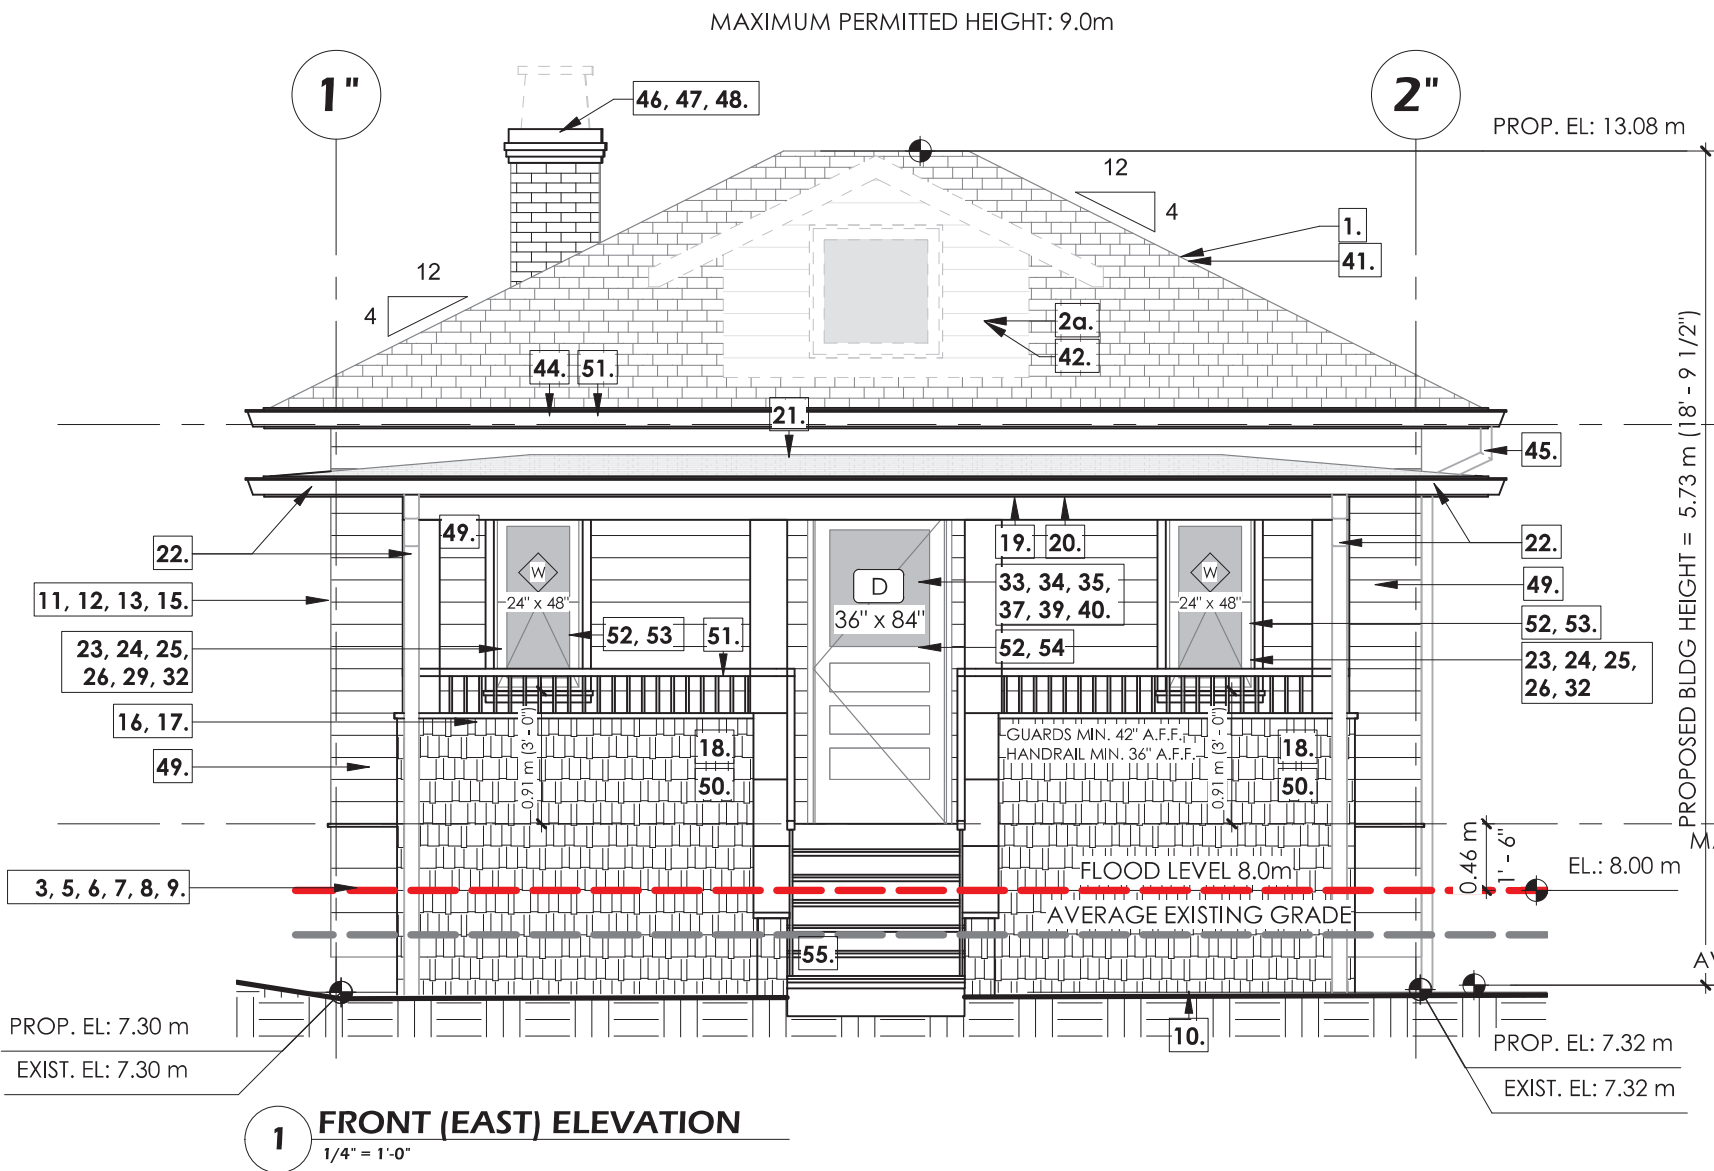 MAXIMUM PERMITTED HEIGHT: 9.0m
1"
2"
46, 47, 48.
PROP. EL: 13.08 m
12
4
1.
41.
12
4
2a.
42.
44.
51.
21.
45.
PROPOSED BLDG HEIGHT = 5.73 m (18' - 9 1/2")
22.
49.
19.
20.
22.
11, 12, 13, 15.
W
24" x 48"
D
36" x 84"
33, 34, 35,
37, 39, 40.
W
24" x 48"
49.
23, 24, 25,
26, 29, 32
52, 53
51.
52, 54
52, 53.
23, 24, 25,
26, 32
16, 17.
49.
0.91 m (3' - 0")
18.
50.
GUARDS MIN. 42" A.F.F.
HANDRAIL MIN. 36" A.F.F.
0.91 m (3' - 0")
18.
50.
0.46 m
1' - 6"
3, 5, 6, 7, 8, 9.
FLOOD LEVEL 8.0m
EL.: 8.00 m
AVERAGE EXISTING GRADE
55.
10.
PROP. EL: 7.30 m
EXIST. EL: 7.30 m
PROP. EL: 7.32 m
EXIST. EL: 7.32 m
1
FRONT (EAST) ELEVATION
1/4" = 1'-0"